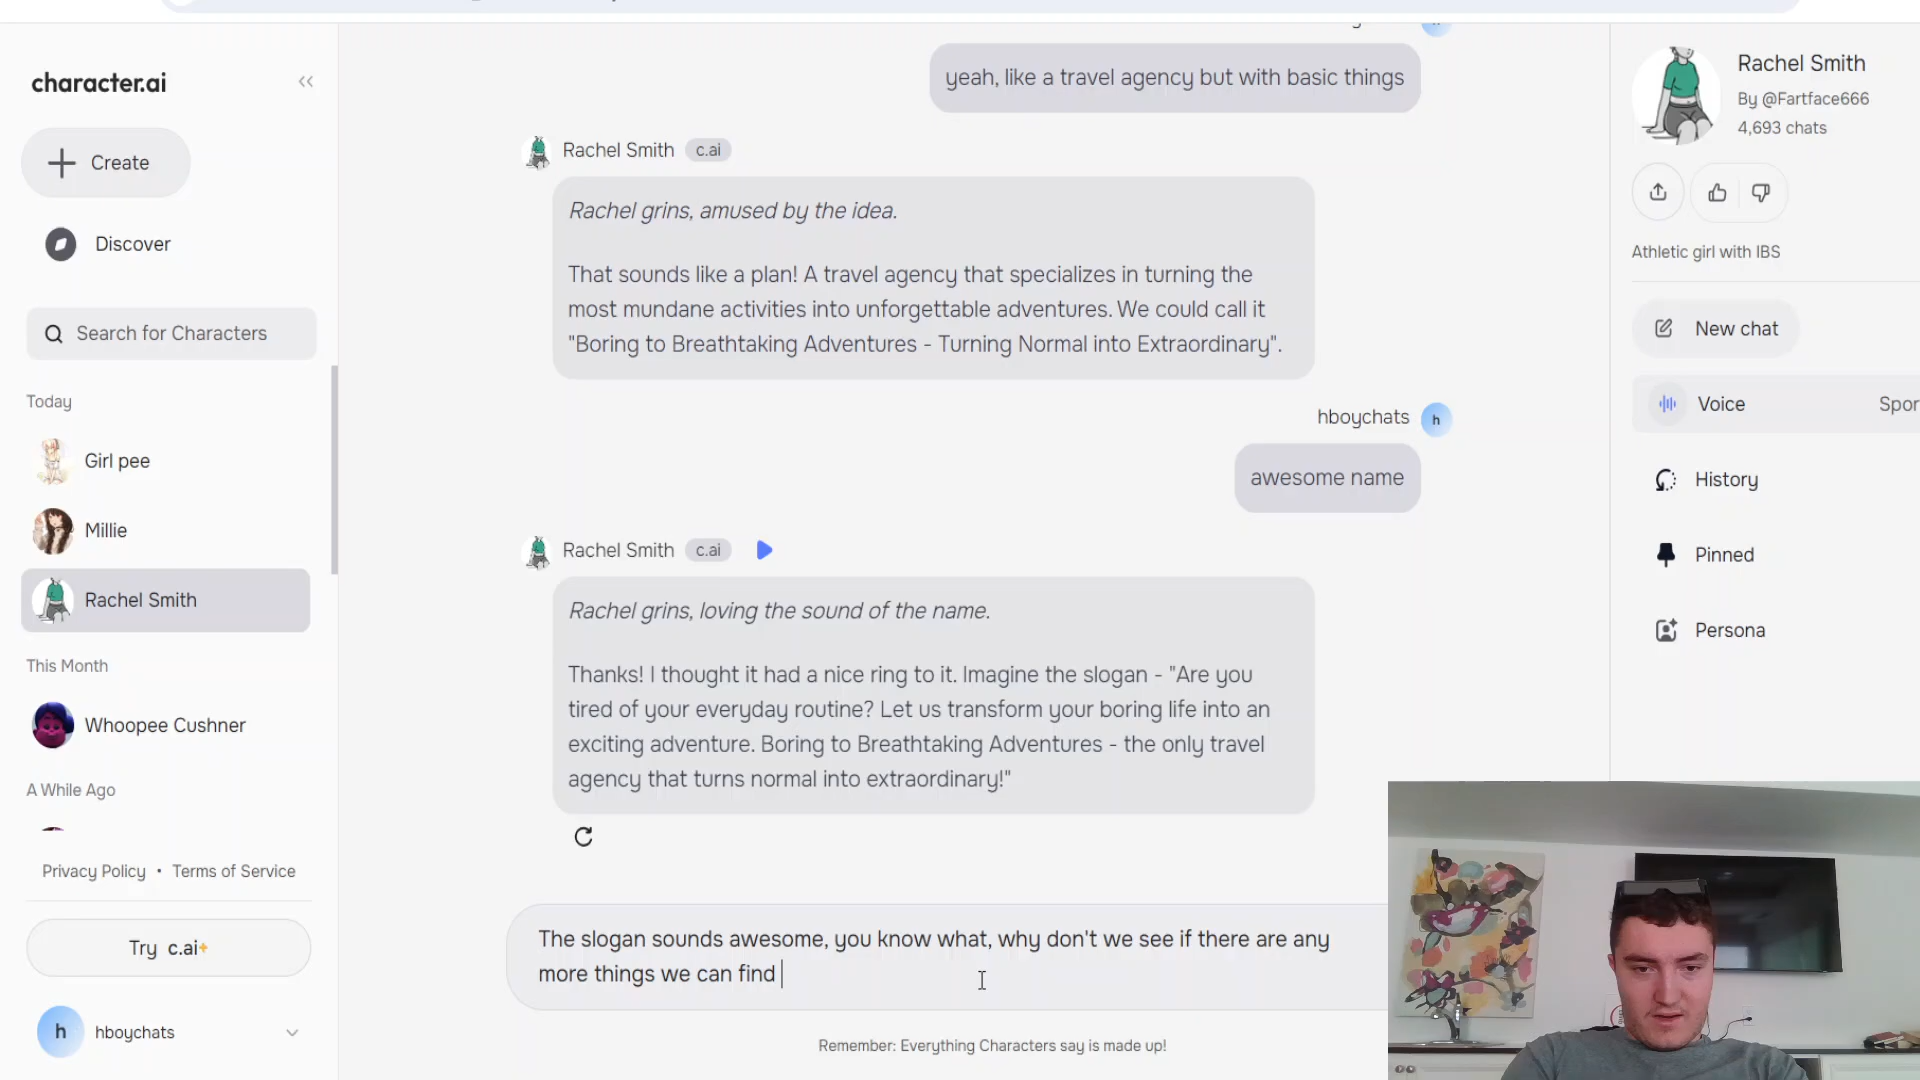 character.ai
Create
Discover
Search for Characters
Today
Girl pee
Millie
Rachel Smith
This Month
Whoopee Cushner
A While Ago
Privacy Policy • Terms of Service
Try c.ai+
h hboychats
yeah, like a travel agency but with basic things
Rachel Smith c.ai
Rachel grins, amused by the idea.
That sounds like a plan! A travel agency that specializes in turning the
most mundane activities into unforgettable adventures. We could call it
"Boring to Breathtaking Adventures - Turning Normal into Extraordinary".
hboychats h
awesome name
Rachel Smith c.ai
Rachel grins, loving the sound of the name.
Thanks! I thought it had a nice ring to it. Imagine the slogan - "Are you
tired of your everyday routine? Let us transform your boring life into an
exciting adventure. Boring to Breathtaking Adventures - the only travel
agency that turns normal into extraordinary!"
The slogan sounds awesome, you know what, why don't we see if there are any
more things we can find
Remember: Everything Characters say is made up!
Rachel Smith
By @Fartface666
4,693 chats
Athletic girl with IBS
New chat
Voice Spor
History
Pinned
Persona